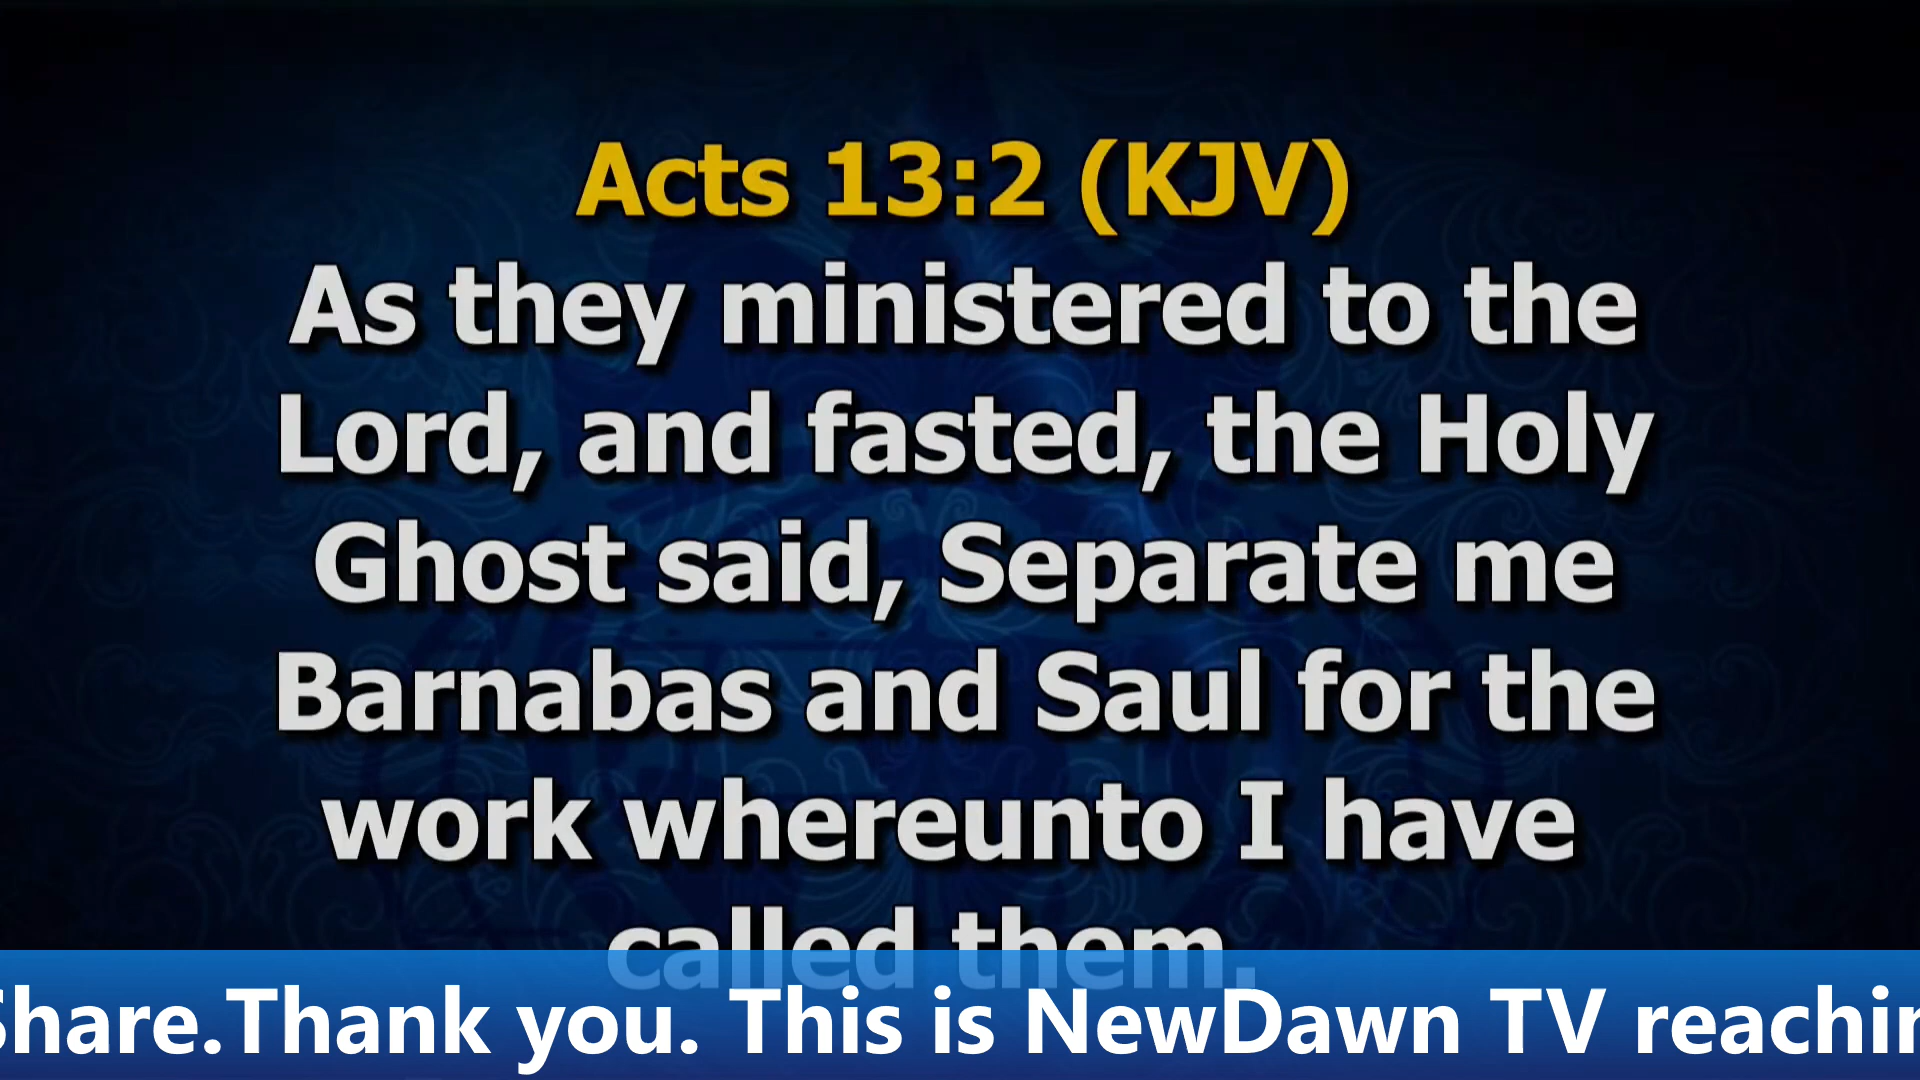 Acts 13:2 (KJV)
As they ministered to the
Lord, and fasted, the Holy
Ghost said, Separate me
Barnabas and Saul for the
work whereunto I have
called them.
Share.Thank you. This is NewDawn TV reachin